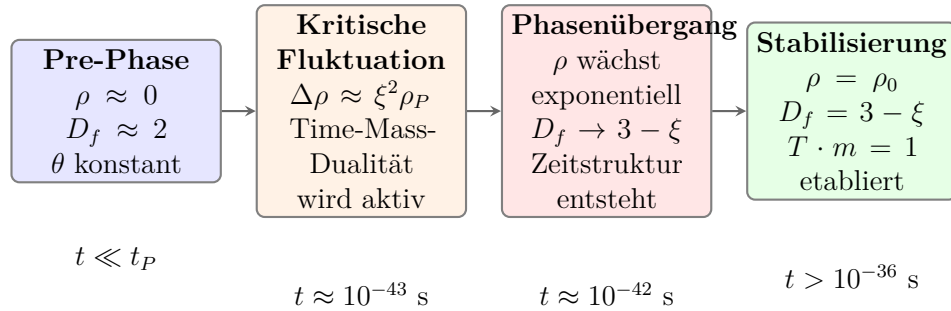 Pre-Phase
ρ ≈ 0
D_f ≈ 2
θ konstant
Kritische
Fluktuation
Δρ ≈ ξ²ρ_P
Time-Mass-
Dualität
wird aktiv
Phasenübergang
ρ wächst
exponentiell
D_f → 3 − ξ
Zeitstruktur
entsteht
Stabilisierung
ρ = ρ₀
D_f = 3 − ξ
T · m = 1
etabliert
t ≪ t_P
t ≈ 10⁻⁴³ s
t ≈ 10⁻⁴² s
t > 10⁻³⁶ s